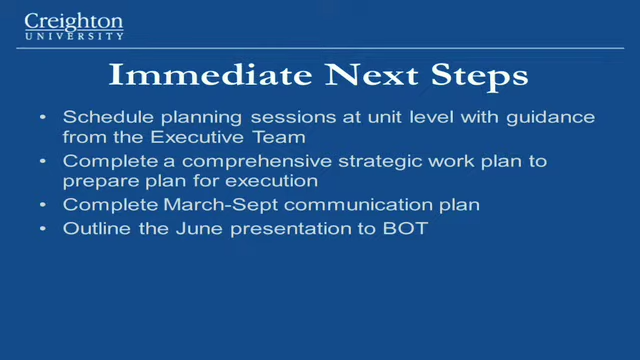 Creighton
UNIVERSITY
Immediate Next Steps
• Schedule planning sessions at unit level with guidance
from the Executive Team
• Complete a comprehensive strategic work plan to
prepare plan for execution
• Complete March-Sept communication plan
• Outline the June presentation to BOT